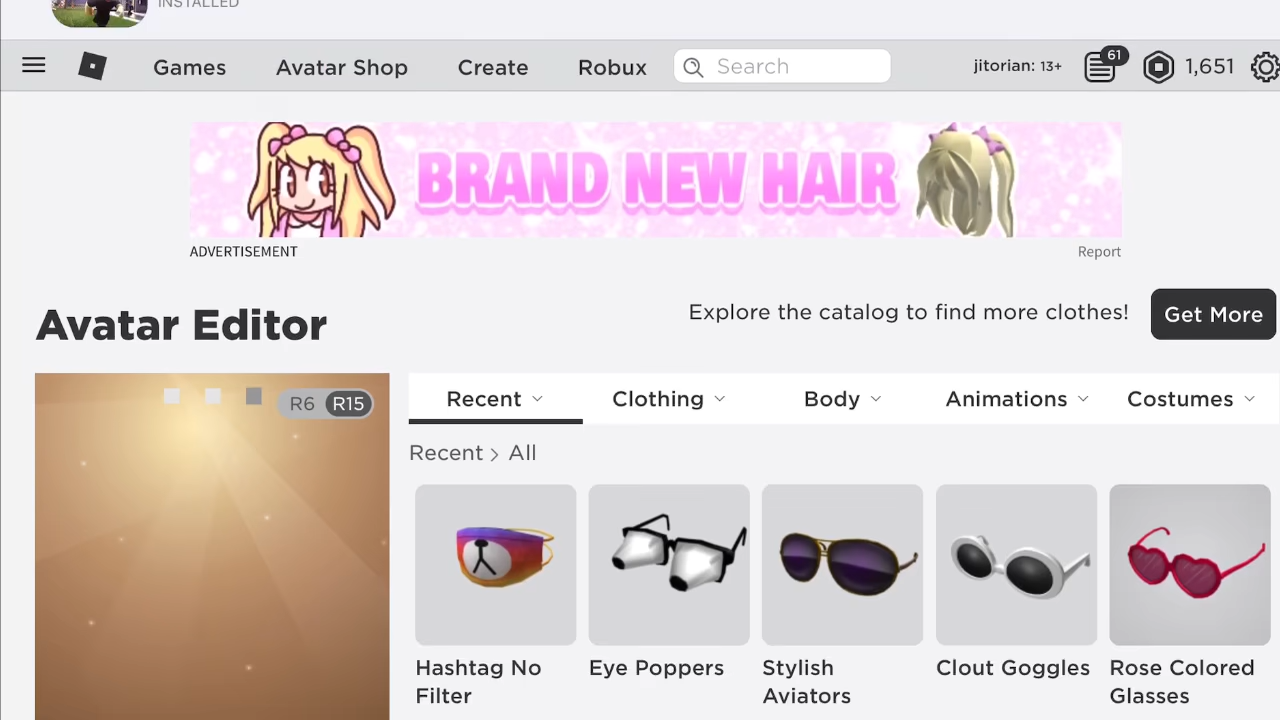 INSTALLED
Games
Avatar Shop
Create
Robux
Search
jitorian: 13+
61
1,651
BRAND NEW HAIR
ADVERTISEMENT
Report
Avatar Editor
Explore the catalog to find more clothes!
Get More
R6
R15
Recent
Clothing
Body
Animations
Costumes
Recent > All
Hashtag No
Filter
Eye Poppers
Stylish
Aviators
Clout Goggles
Rose Colored
Glasses